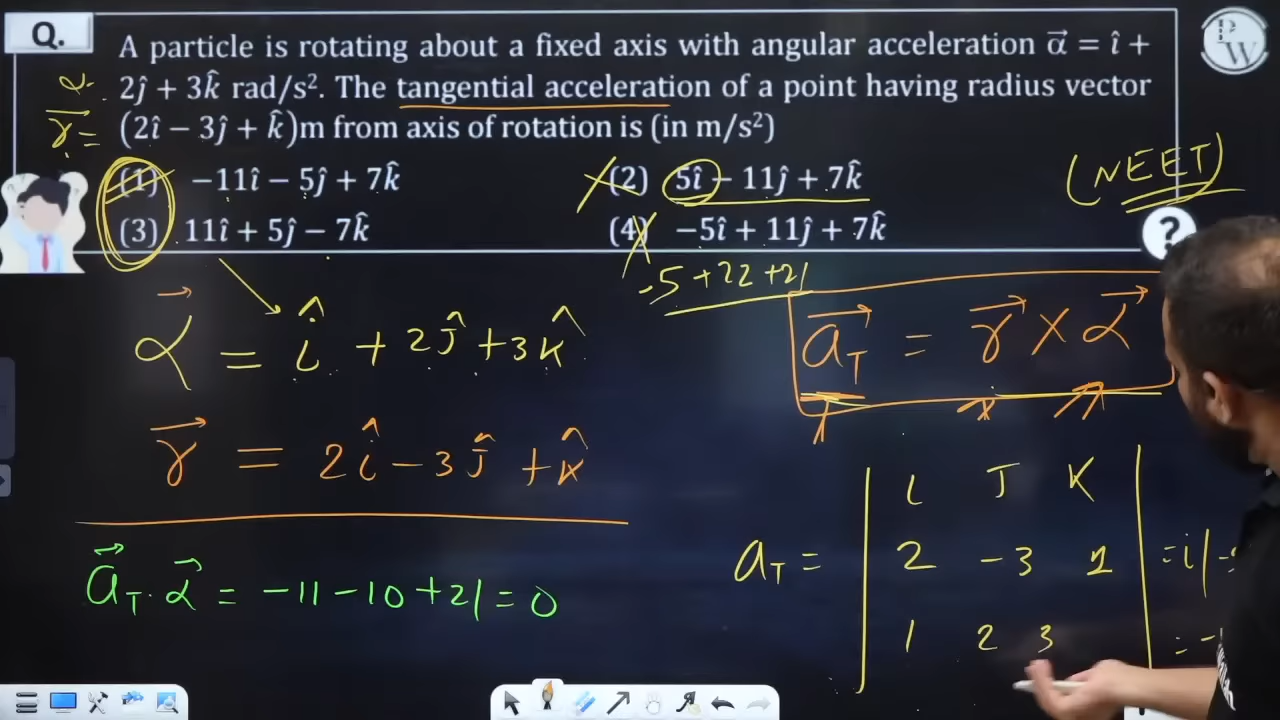 Q.
A particle is rotating about a fixed axis with angular acceleration α⃗ = î +
2ĵ + 3k̂ rad/s². The tangential acceleration of a point having radius vector
(2î − 3ĵ + k̂)m from axis of rotation is (in m/s²)
(1) −11î − 5ĵ + 7k̂
(2) 5î − 11ĵ + 7k̂
(3) 11î + 5ĵ − 7k̂
(4) −5î + 11ĵ + 7k̂
PW
?
α
r⃗ =
(NEET)
-5 +22 +21
α⃗ = î + 2ĵ + 3k̂
r⃗ = 2î − 3ĵ + k̂
a⃗T . α⃗ = -11 -10 +21 = 0
a⃗T = r⃗ × α⃗
i J K
aT = 2 -3 1 = i| -
1 2 3 = -